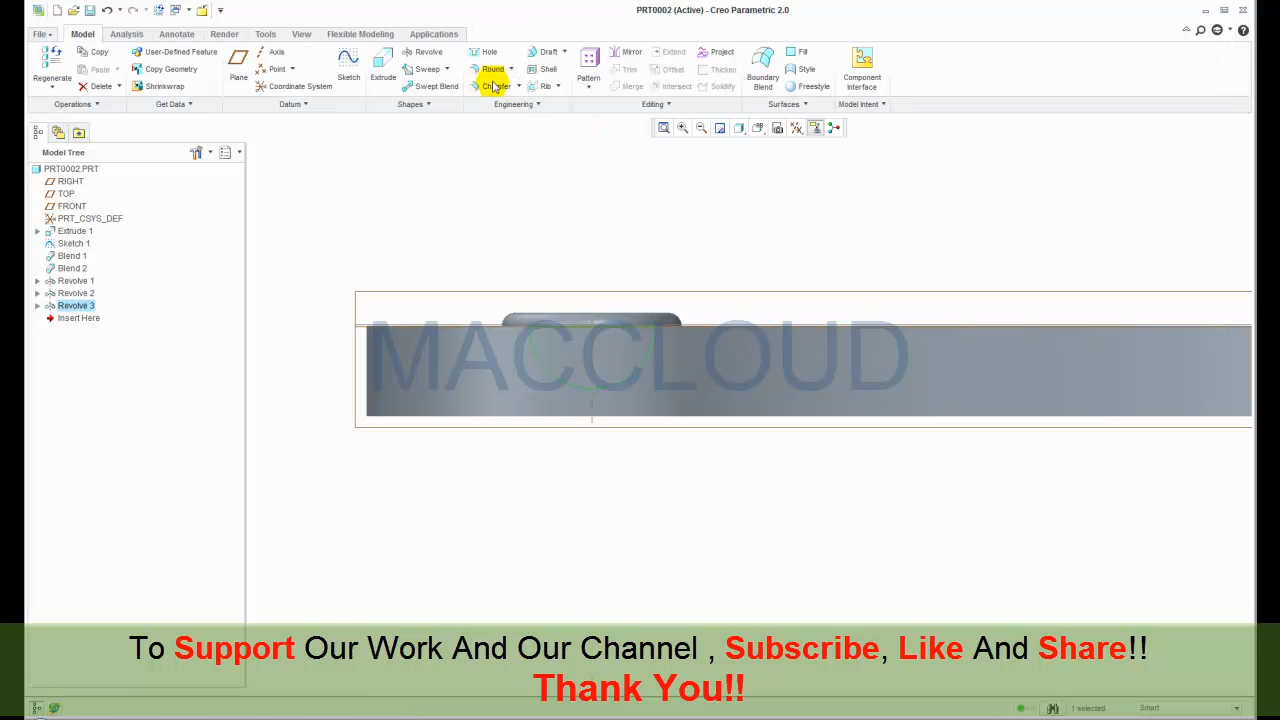 PRT0002 (Active) - Creo Parametric 2.0
File Model Analysis Annotate Render Tools View Flexible Modeling Applications
Regenerate
Copy
Paste
Delete
Operations
User-Defined Feature
Copy Geometry
Shrinkwrap
Get Data
Plane
Axis
Point
Coordinate System
Datum
Sketch
Extrude
Revolve
Sweep
Swept Blend
Shapes
Hole
Round
Draft
Shell
Rib
Engineering
Pattern
Mirror
Extend
Project
Trim
Offset
Thicken
Merge
Intersect
Solidify
Editing
Boundary
Blend
Fill
Style
Freestyle
Surfaces
Component
Interface
Model Intent
Model Tree
PRT0002.PRT
RIGHT
TOP
FRONT
PRT_CSYS_DEF
Extrude 1
Sketch 1
Blend 1
Blend 2
Revolve 1
Revolve 2
Revolve 3
Insert Here
MACCLOUD
To Support Our Work And Our Channel , Subscribe, Like And Share!!
Thank You!!
1 selected
Smart